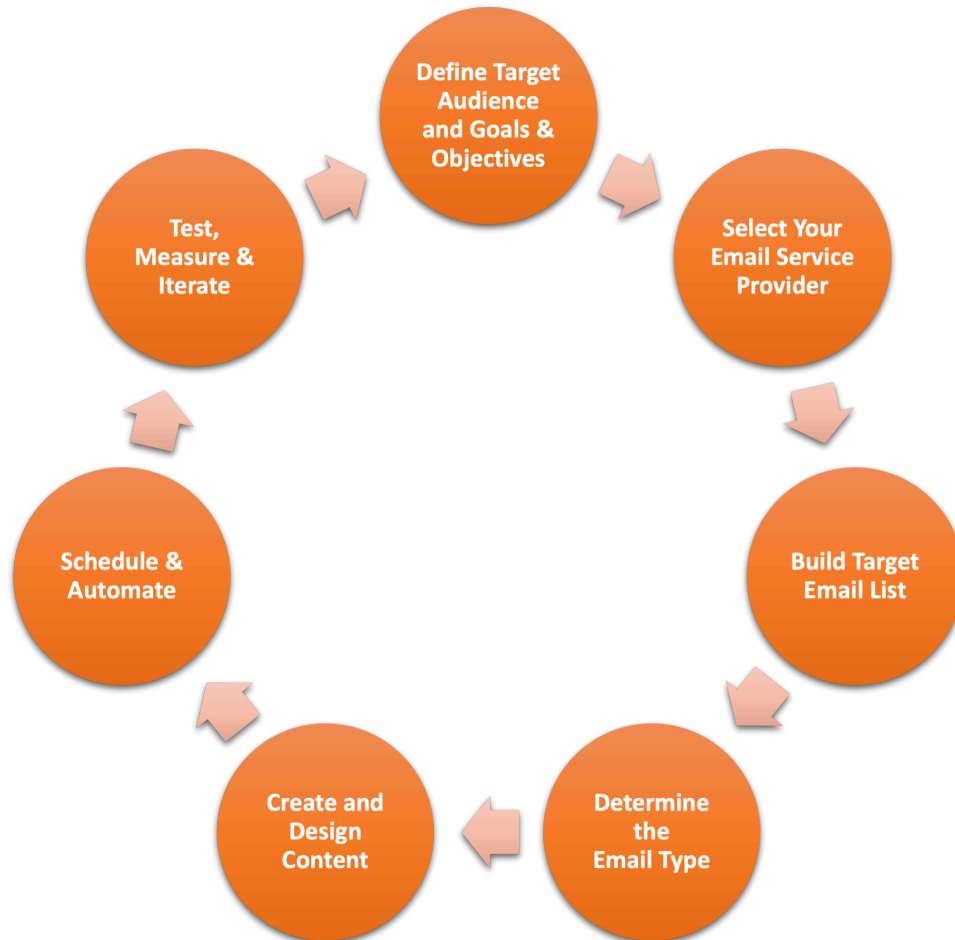 Define Target
Audience
and Goals &
Objectives
Select Your
Email Service
Provider
Build Target
Email List
Determine
the
Email Type
Create and
Design
Content
Schedule &
Automate
Test,
Measure &
Iterate